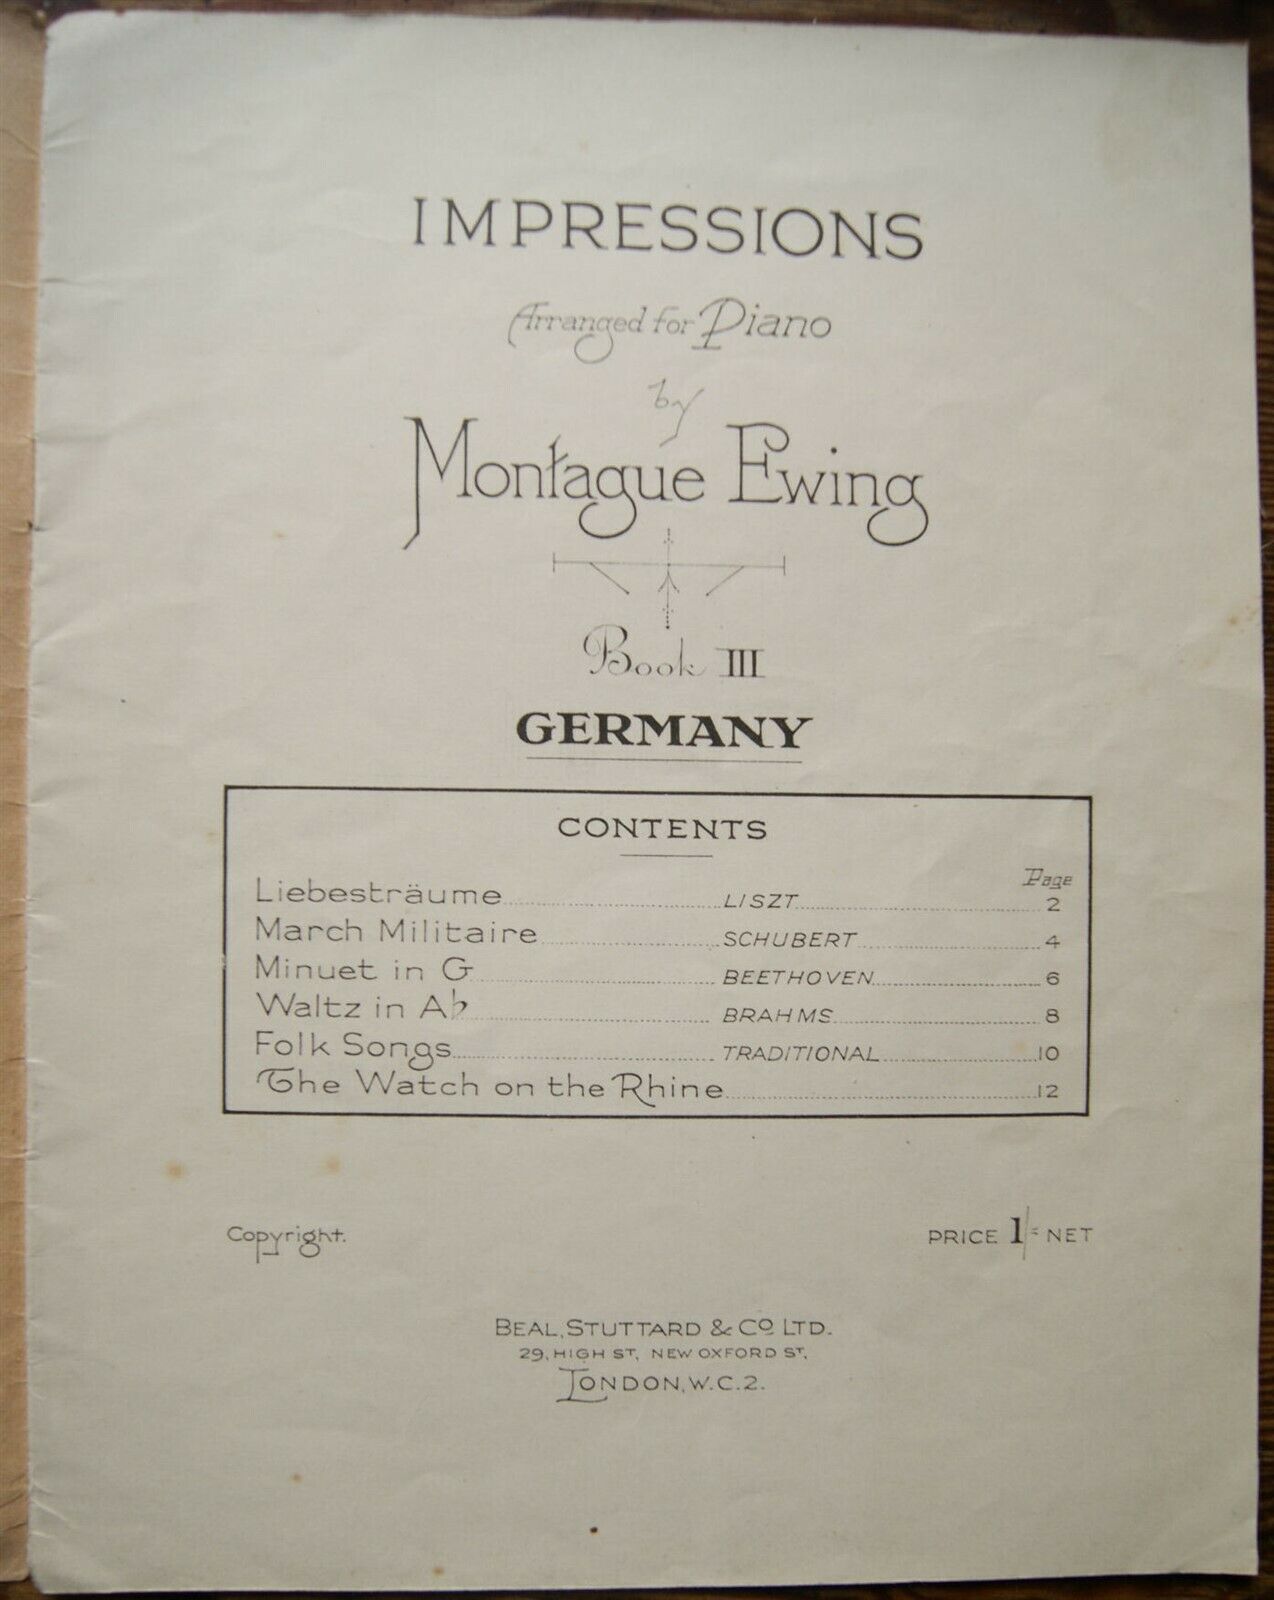 IMPRESSIONS
Arranged for Piano
by
Montague Ewing
Book III
GERMANY
CONTENTS
Page
Liebesträume LISZT 2
March Militaire SCHUBERT 4
Minuet in G BEETHOVEN 6
Waltz in A♭ BRAHMS 8
Folk Songs TRADITIONAL 10
The Watch on the Rhine 12
Copyright. PRICE 1/= NET
BEAL, STUTTARD & CO LTD.
29, HIGH ST, NEW OXFORD ST,
LONDON, W.C.2.